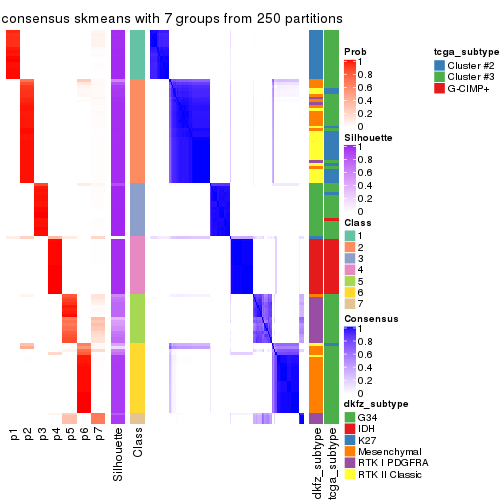 consensus skmeans with 7 groups from 250 partitions
Prob
1
0.8
0.6
0.4
0.2
0
Silhouette
1
0.8
0.6
0.4
0.2
0
Class
1
2
3
4
5
6
7
Consensus
1
0.8
0.6
0.4
0.2
0
dkfz_subtype
G34
IDH
K27
Mesenchymal
RTK I PDGFRA
RTK II Classic
tcga_subtype
Cluster #2
Cluster #3
G-CIMP+
p1
p2
p3
p4
p5
p6
p7
Silhouette
Class
dkfz_subtype
tcga_subtype